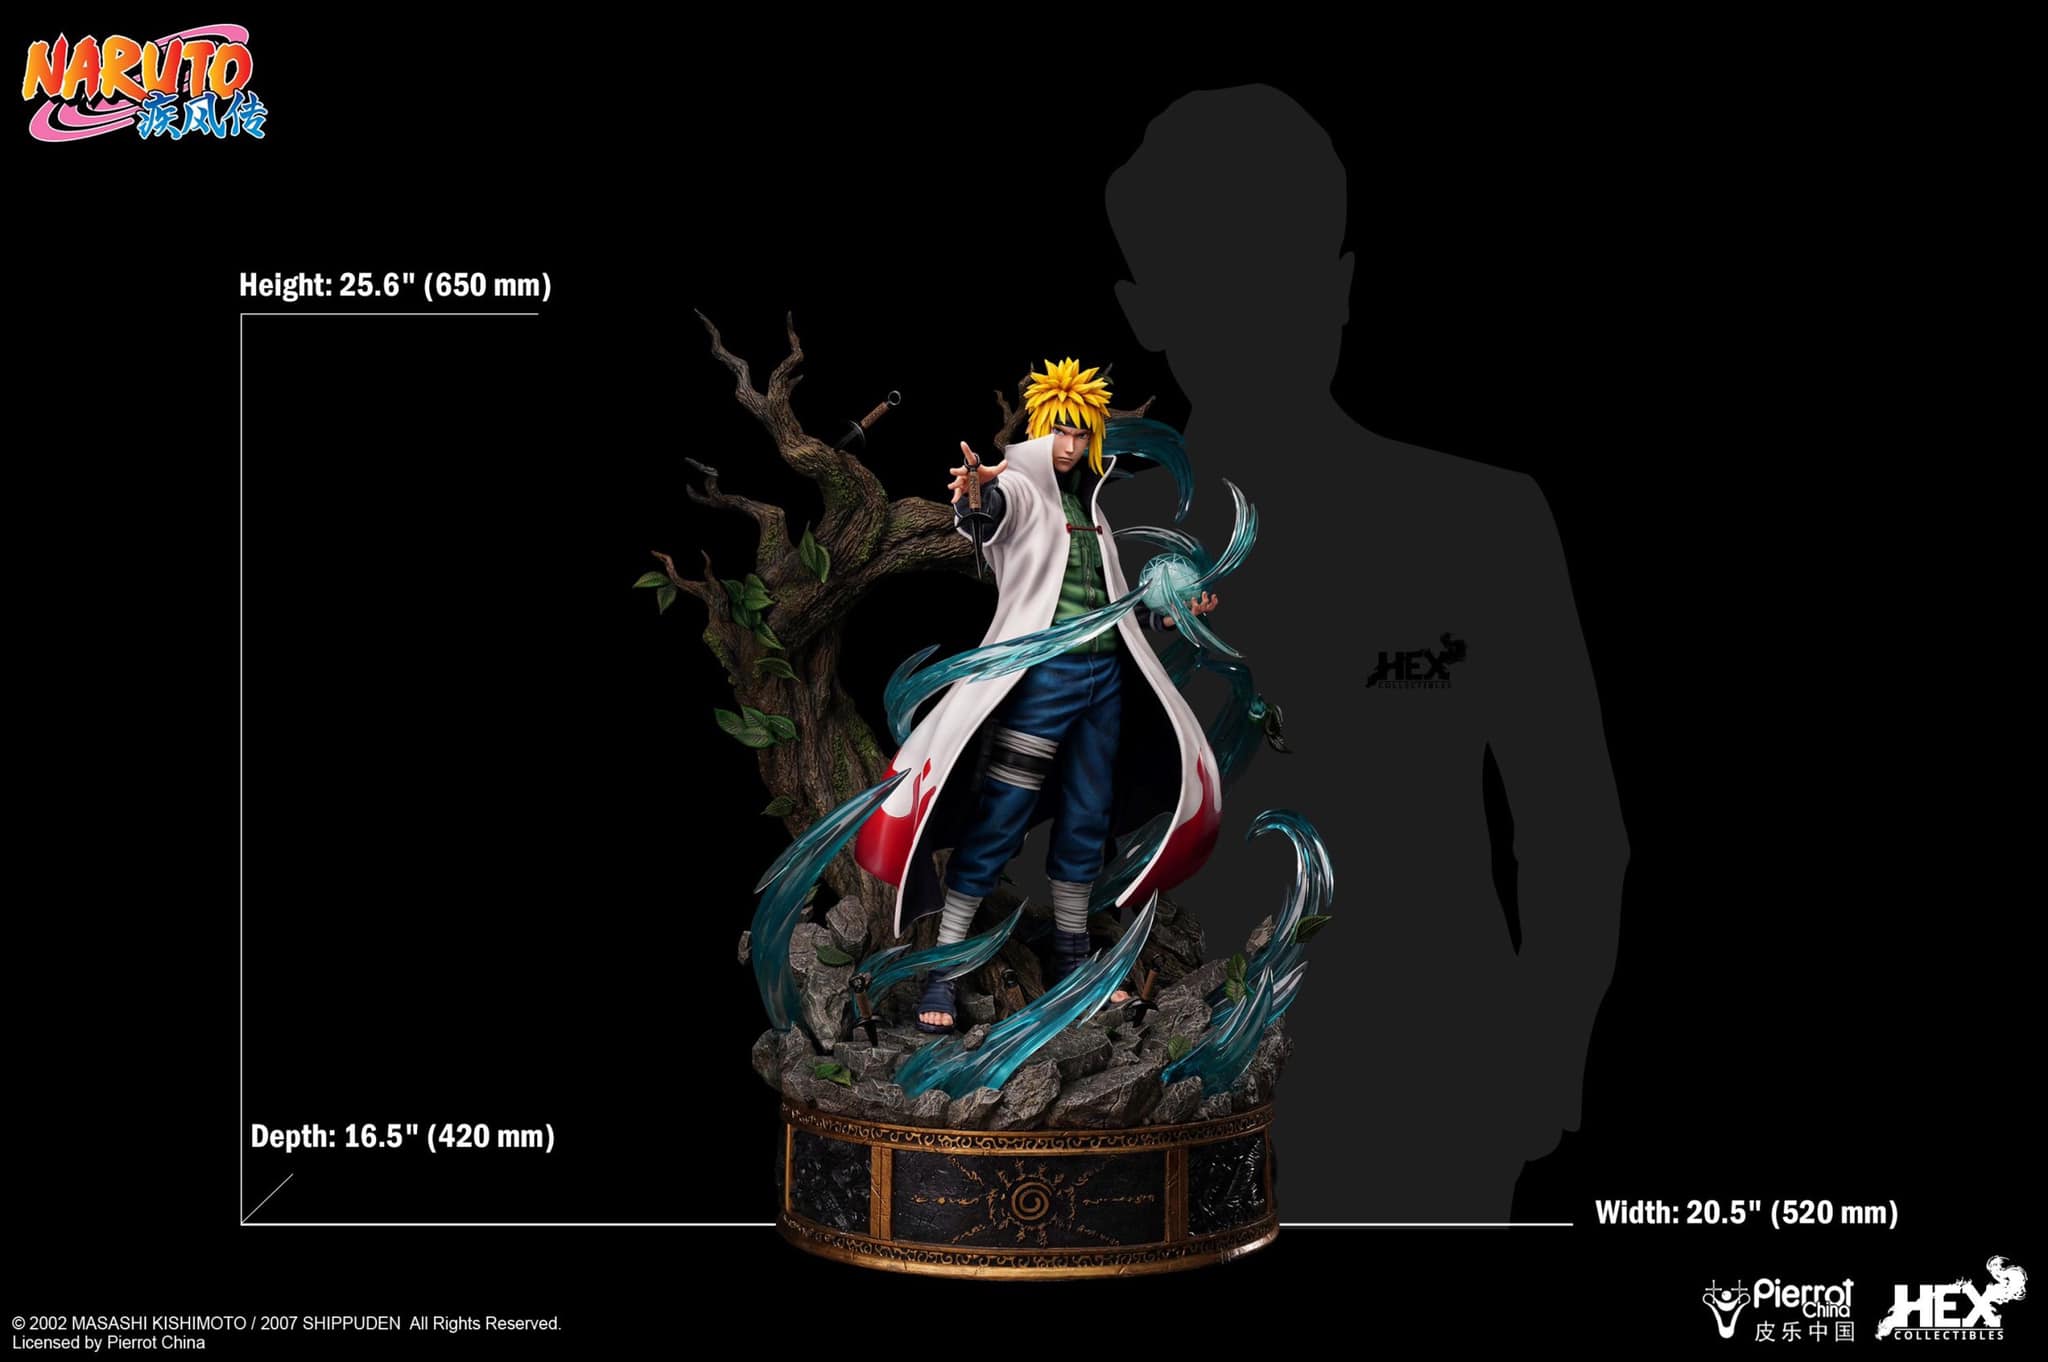 NARUTO
疾风传
Height: 25.6" (650 mm)
HEX
COLLECTIBLES
Depth: 16.5" (420 mm)
Width: 20.5" (520 mm)
© 2002 MASASHI KISHIMOTO / 2007 SHIPPUDEN All Rights Reserved.
Licensed by Pierrot China
Pierrot
China
皮乐中国
HEX
COLLECTIBLES